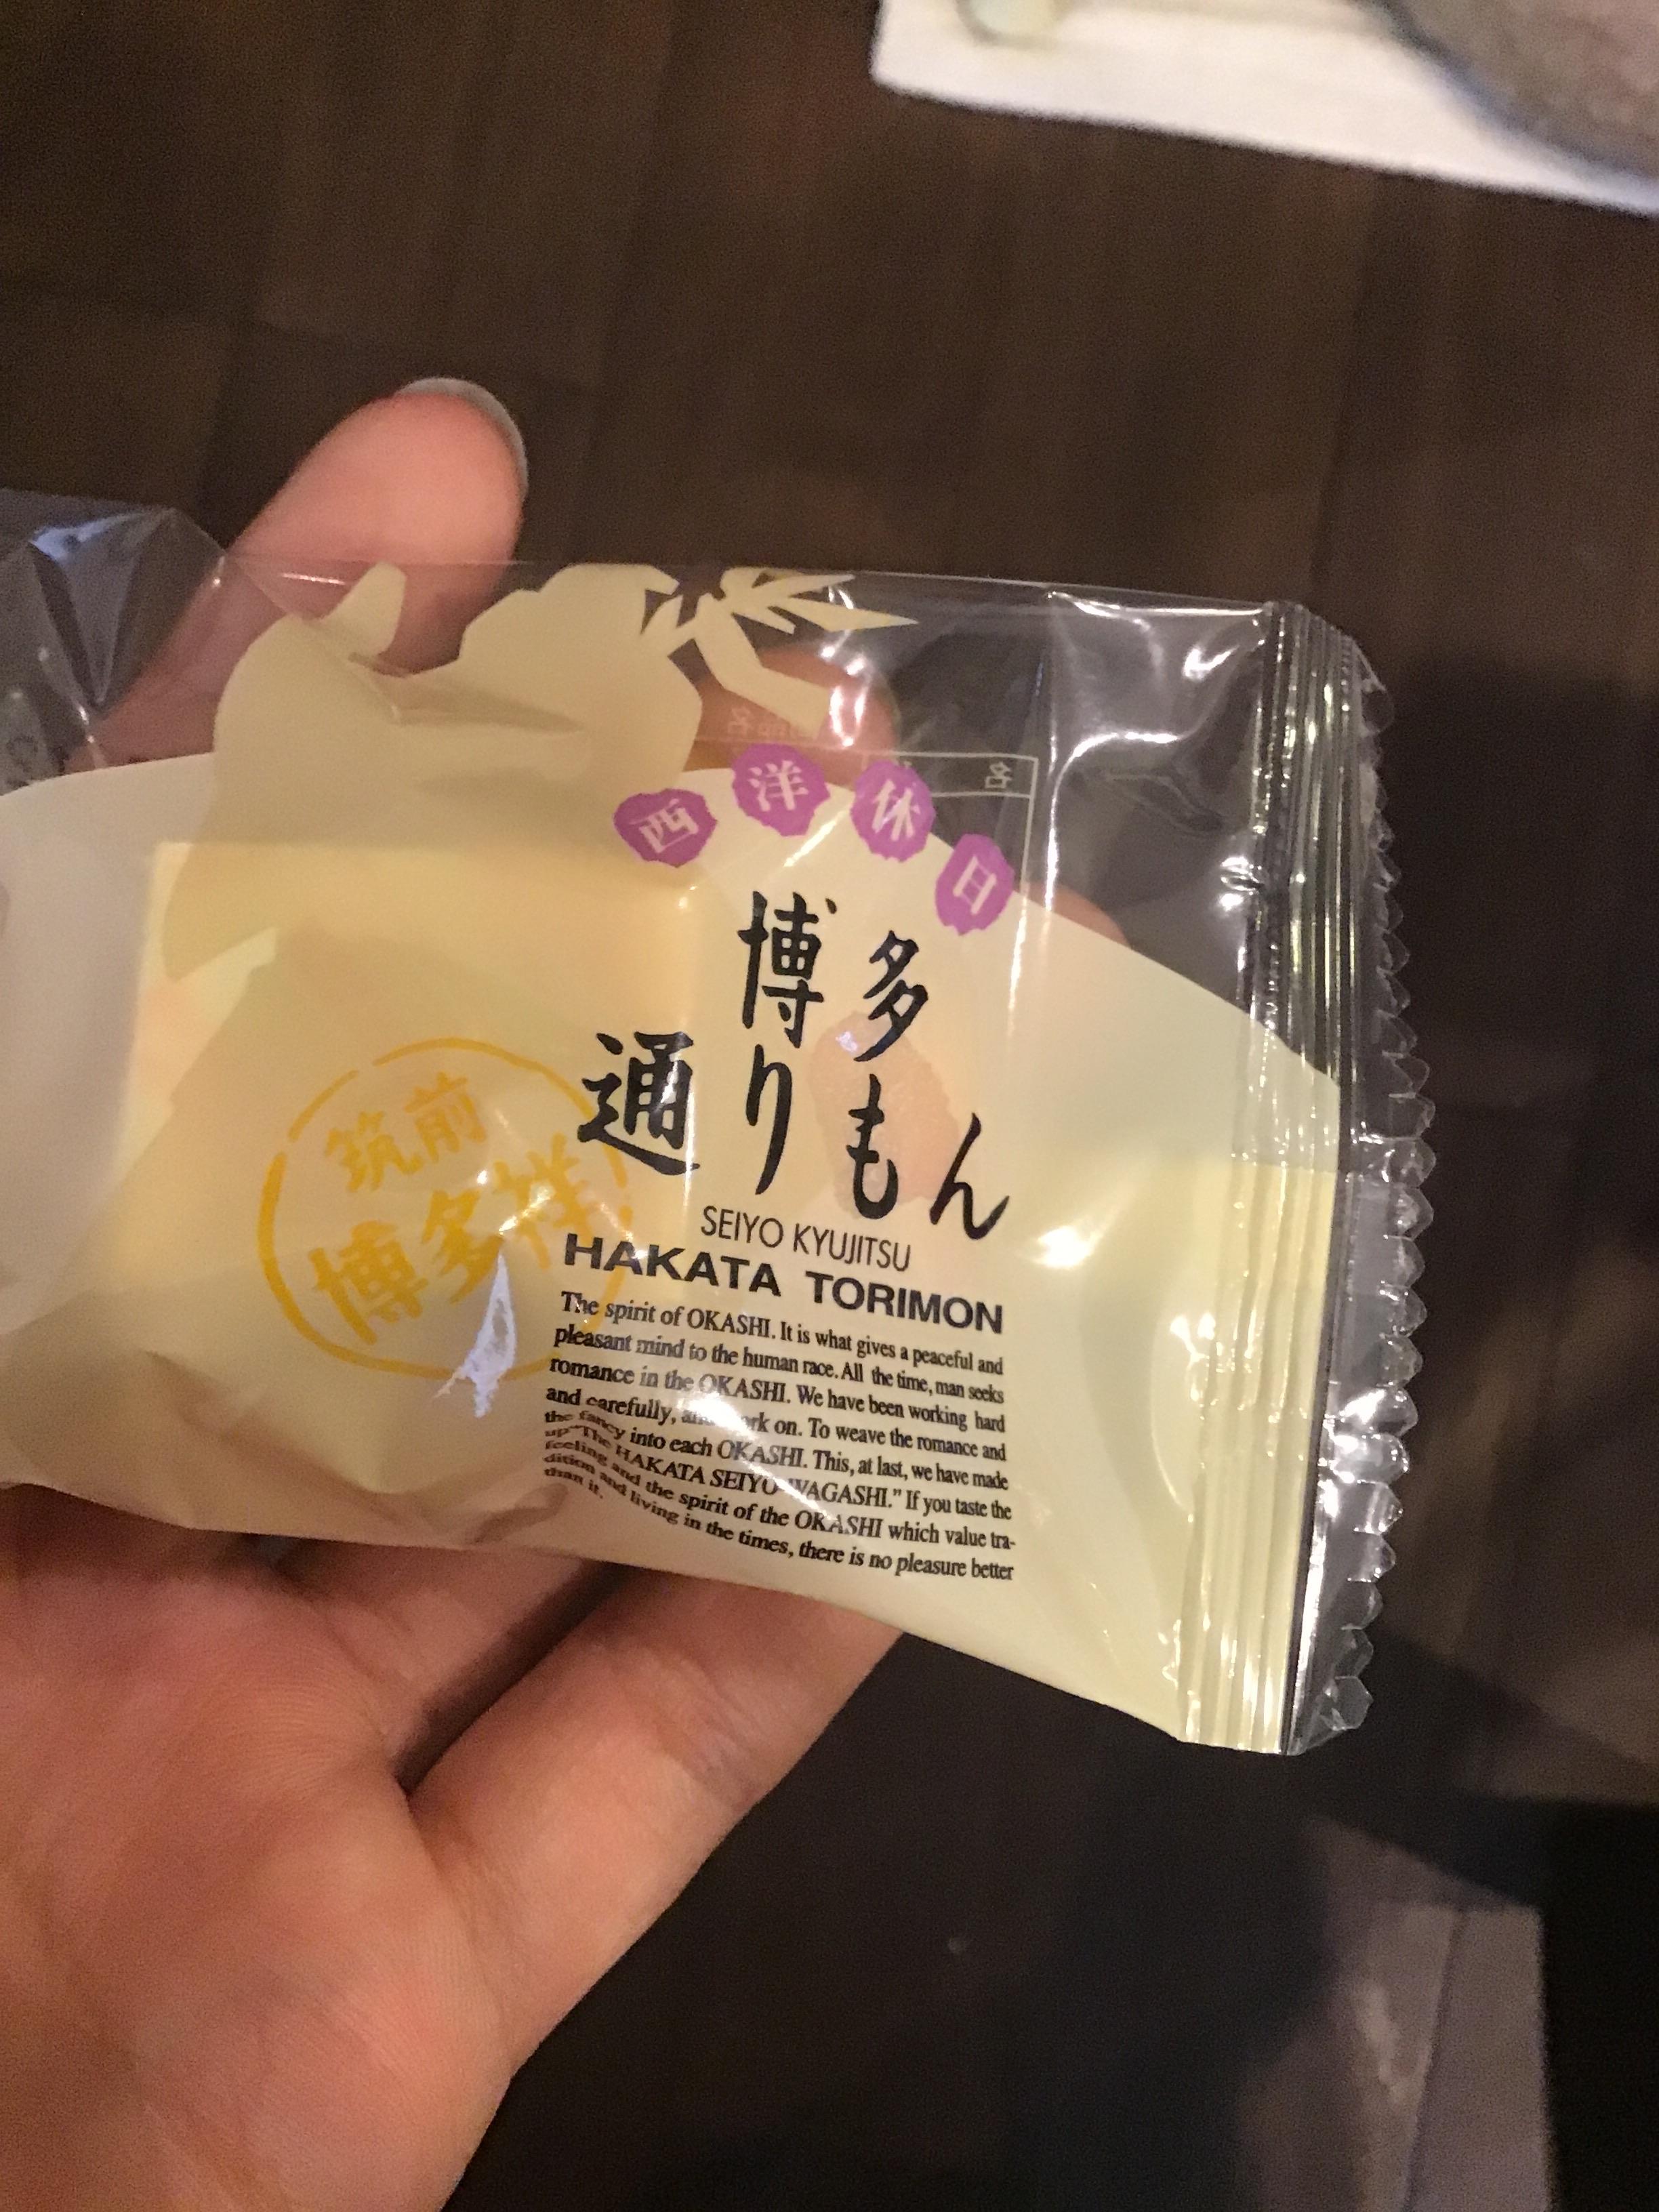 西洋休日
博多
通りもん
筑前
博多祥
SEIYO KYUJITSU
HAKATA TORIMON
The spirit of OKASHI. It is what gives a peaceful and
pleasant mind to the human race. All the time, man seeks
romance in the OKASHI. We have been working hard
and carefully, and work on. To weave the romance and
the fancy into each OKASHI. This, at last, we have made
up "The HAKATA SEIYO-WAGASHI." If you taste the
feeling and the spirit of the OKASHI which value tra-
dition and living in the times, there is no pleasure better
than it.